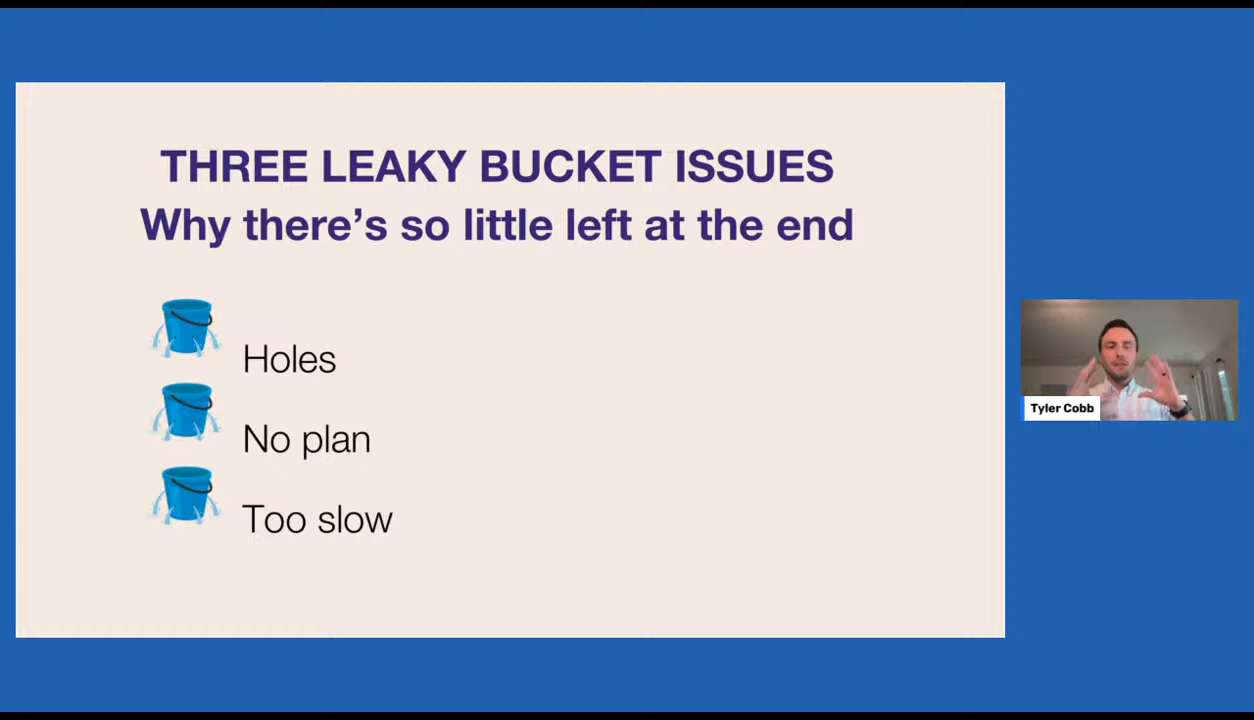 THREE LEAKY BUCKET ISSUES
Why there’s so little left at the end
Holes
No plan
Too slow
Tyler Cobb